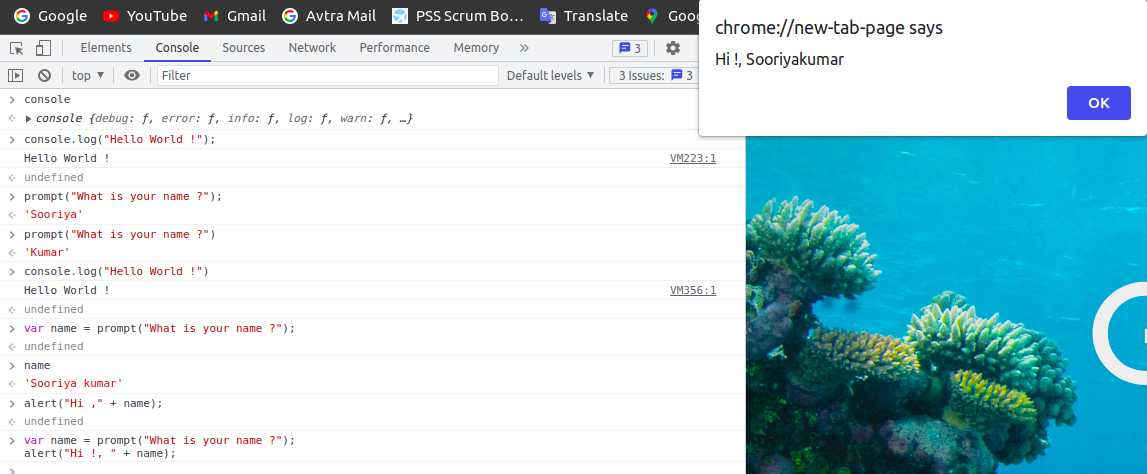 Google YouTube Gmail Avtra Mail PSS Scrum Bo... Translate Goog
chrome://new-tab-page says
Hi !, Sooriyakumar
OK
Elements Console Sources Network Performance Memory » 3
top ▼ Filter Default levels ▼ 3 Issues: 3
> console
<· ▶ console {debug: ƒ, error: ƒ, info: ƒ, log: ƒ, warn: ƒ, …}
> console.log("Hello World !");
Hello World ! VM223:1
<· undefined
> prompt("What is your name ?");
<· 'Sooriya'
> prompt("What is your name ?")
<· 'Kumar'
> console.log("Hello World !")
Hello World ! VM356:1
<· undefined
> var name = prompt("What is your name ?");
<· undefined
> name
<· 'Sooriya kumar'
> alert("Hi ," + name);
<· undefined
> var name = prompt("What is your name ?");
alert("Hi !, " + name);
>